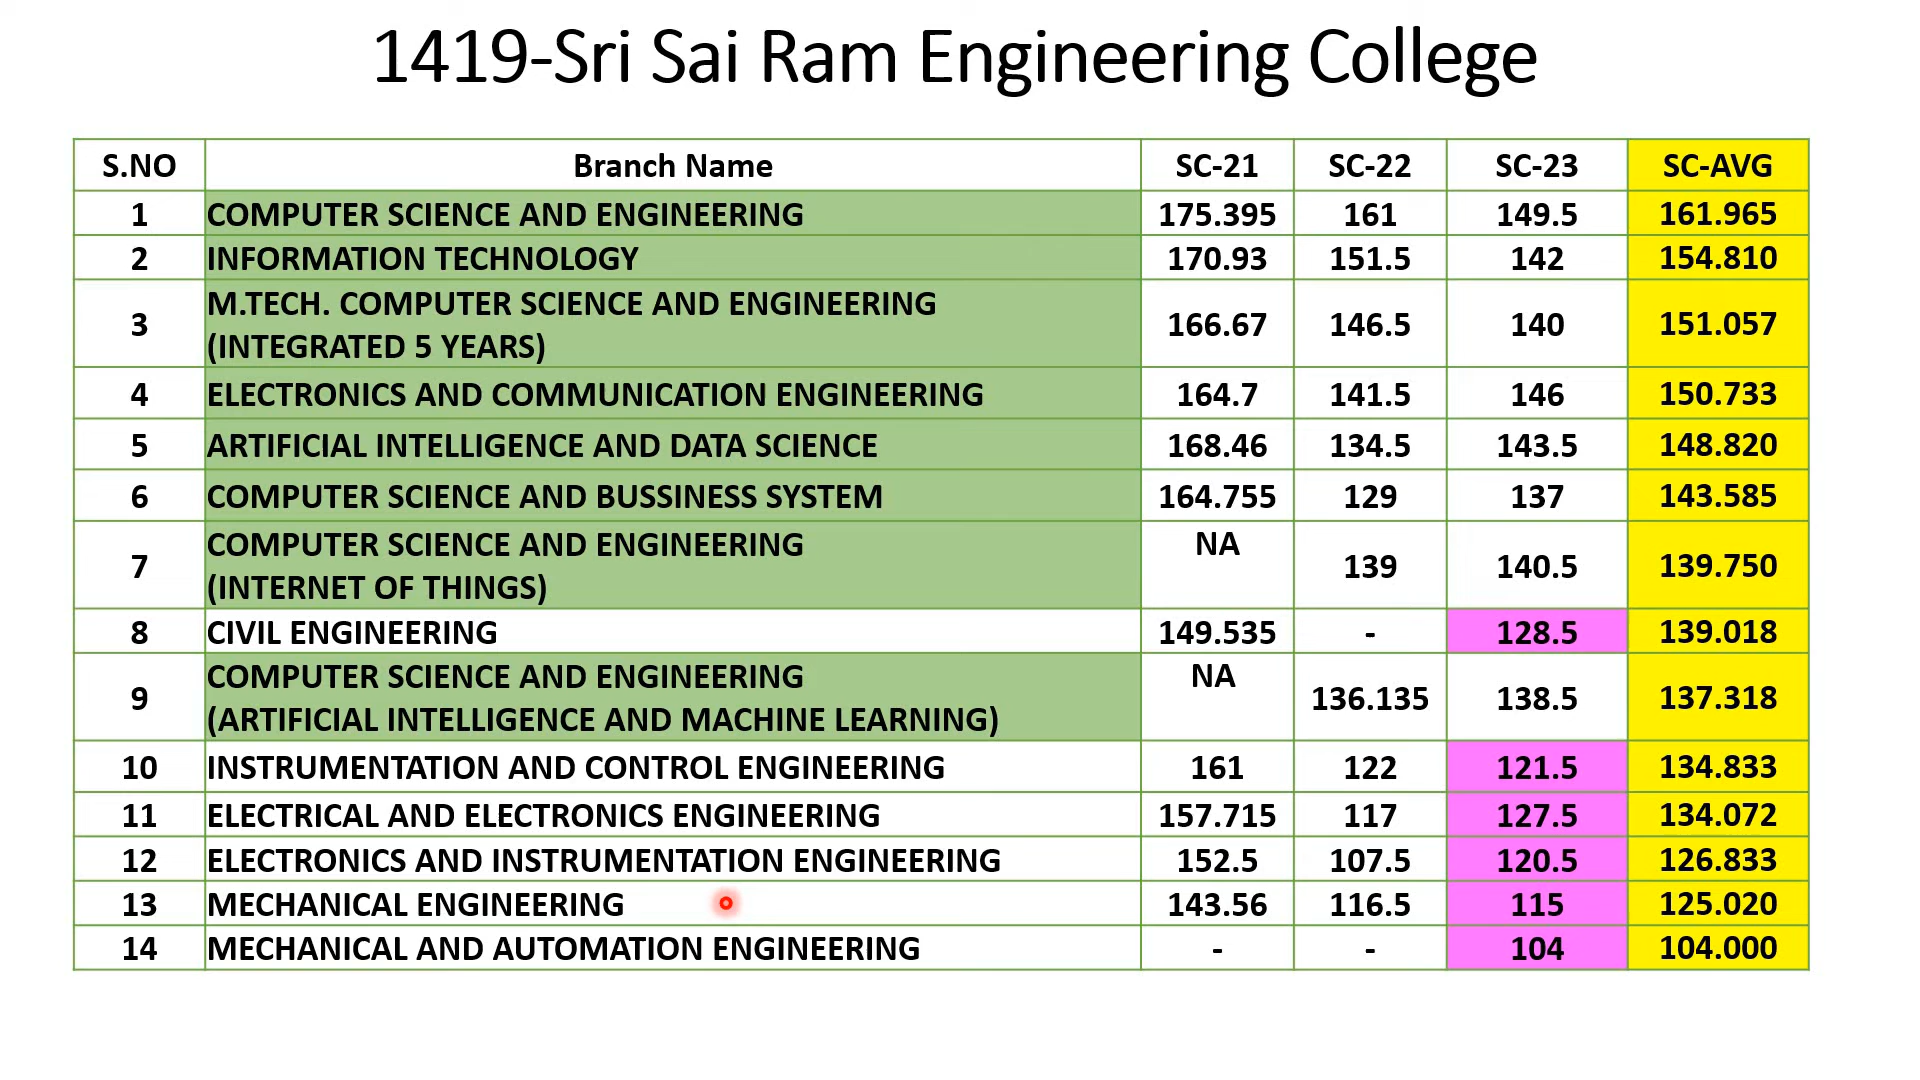 1419-Sri Sai Ram Engineering College
S.NO Branch Name SC-21 SC-22 SC-23 SC-AVG
1 COMPUTER SCIENCE AND ENGINEERING 175.395 161 149.5 161.965
2 INFORMATION TECHNOLOGY 170.93 151.5 142 154.810
3 M.TECH. COMPUTER SCIENCE AND ENGINEERING
(INTEGRATED 5 YEARS) 166.67 146.5 140 151.057
4 ELECTRONICS AND COMMUNICATION ENGINEERING 164.7 141.5 146 150.733
5 ARTIFICIAL INTELLIGENCE AND DATA SCIENCE 168.46 134.5 143.5 148.820
6 COMPUTER SCIENCE AND BUSSINESS SYSTEM 164.755 129 137 143.585
7 COMPUTER SCIENCE AND ENGINEERING
(INTERNET OF THINGS) NA 139 140.5 139.750
8 CIVIL ENGINEERING 149.535 - 128.5 139.018
9 COMPUTER SCIENCE AND ENGINEERING
(ARTIFICIAL INTELLIGENCE AND MACHINE LEARNING) NA 136.135 138.5 137.318
10 INSTRUMENTATION AND CONTROL ENGINEERING 161 122 121.5 134.833
11 ELECTRICAL AND ELECTRONICS ENGINEERING 157.715 117 127.5 134.072
12 ELECTRONICS AND INSTRUMENTATION ENGINEERING 152.5 107.5 120.5 126.833
13 MECHANICAL ENGINEERING 143.56 116.5 115 125.020
14 MECHANICAL AND AUTOMATION ENGINEERING - - 104 104.000